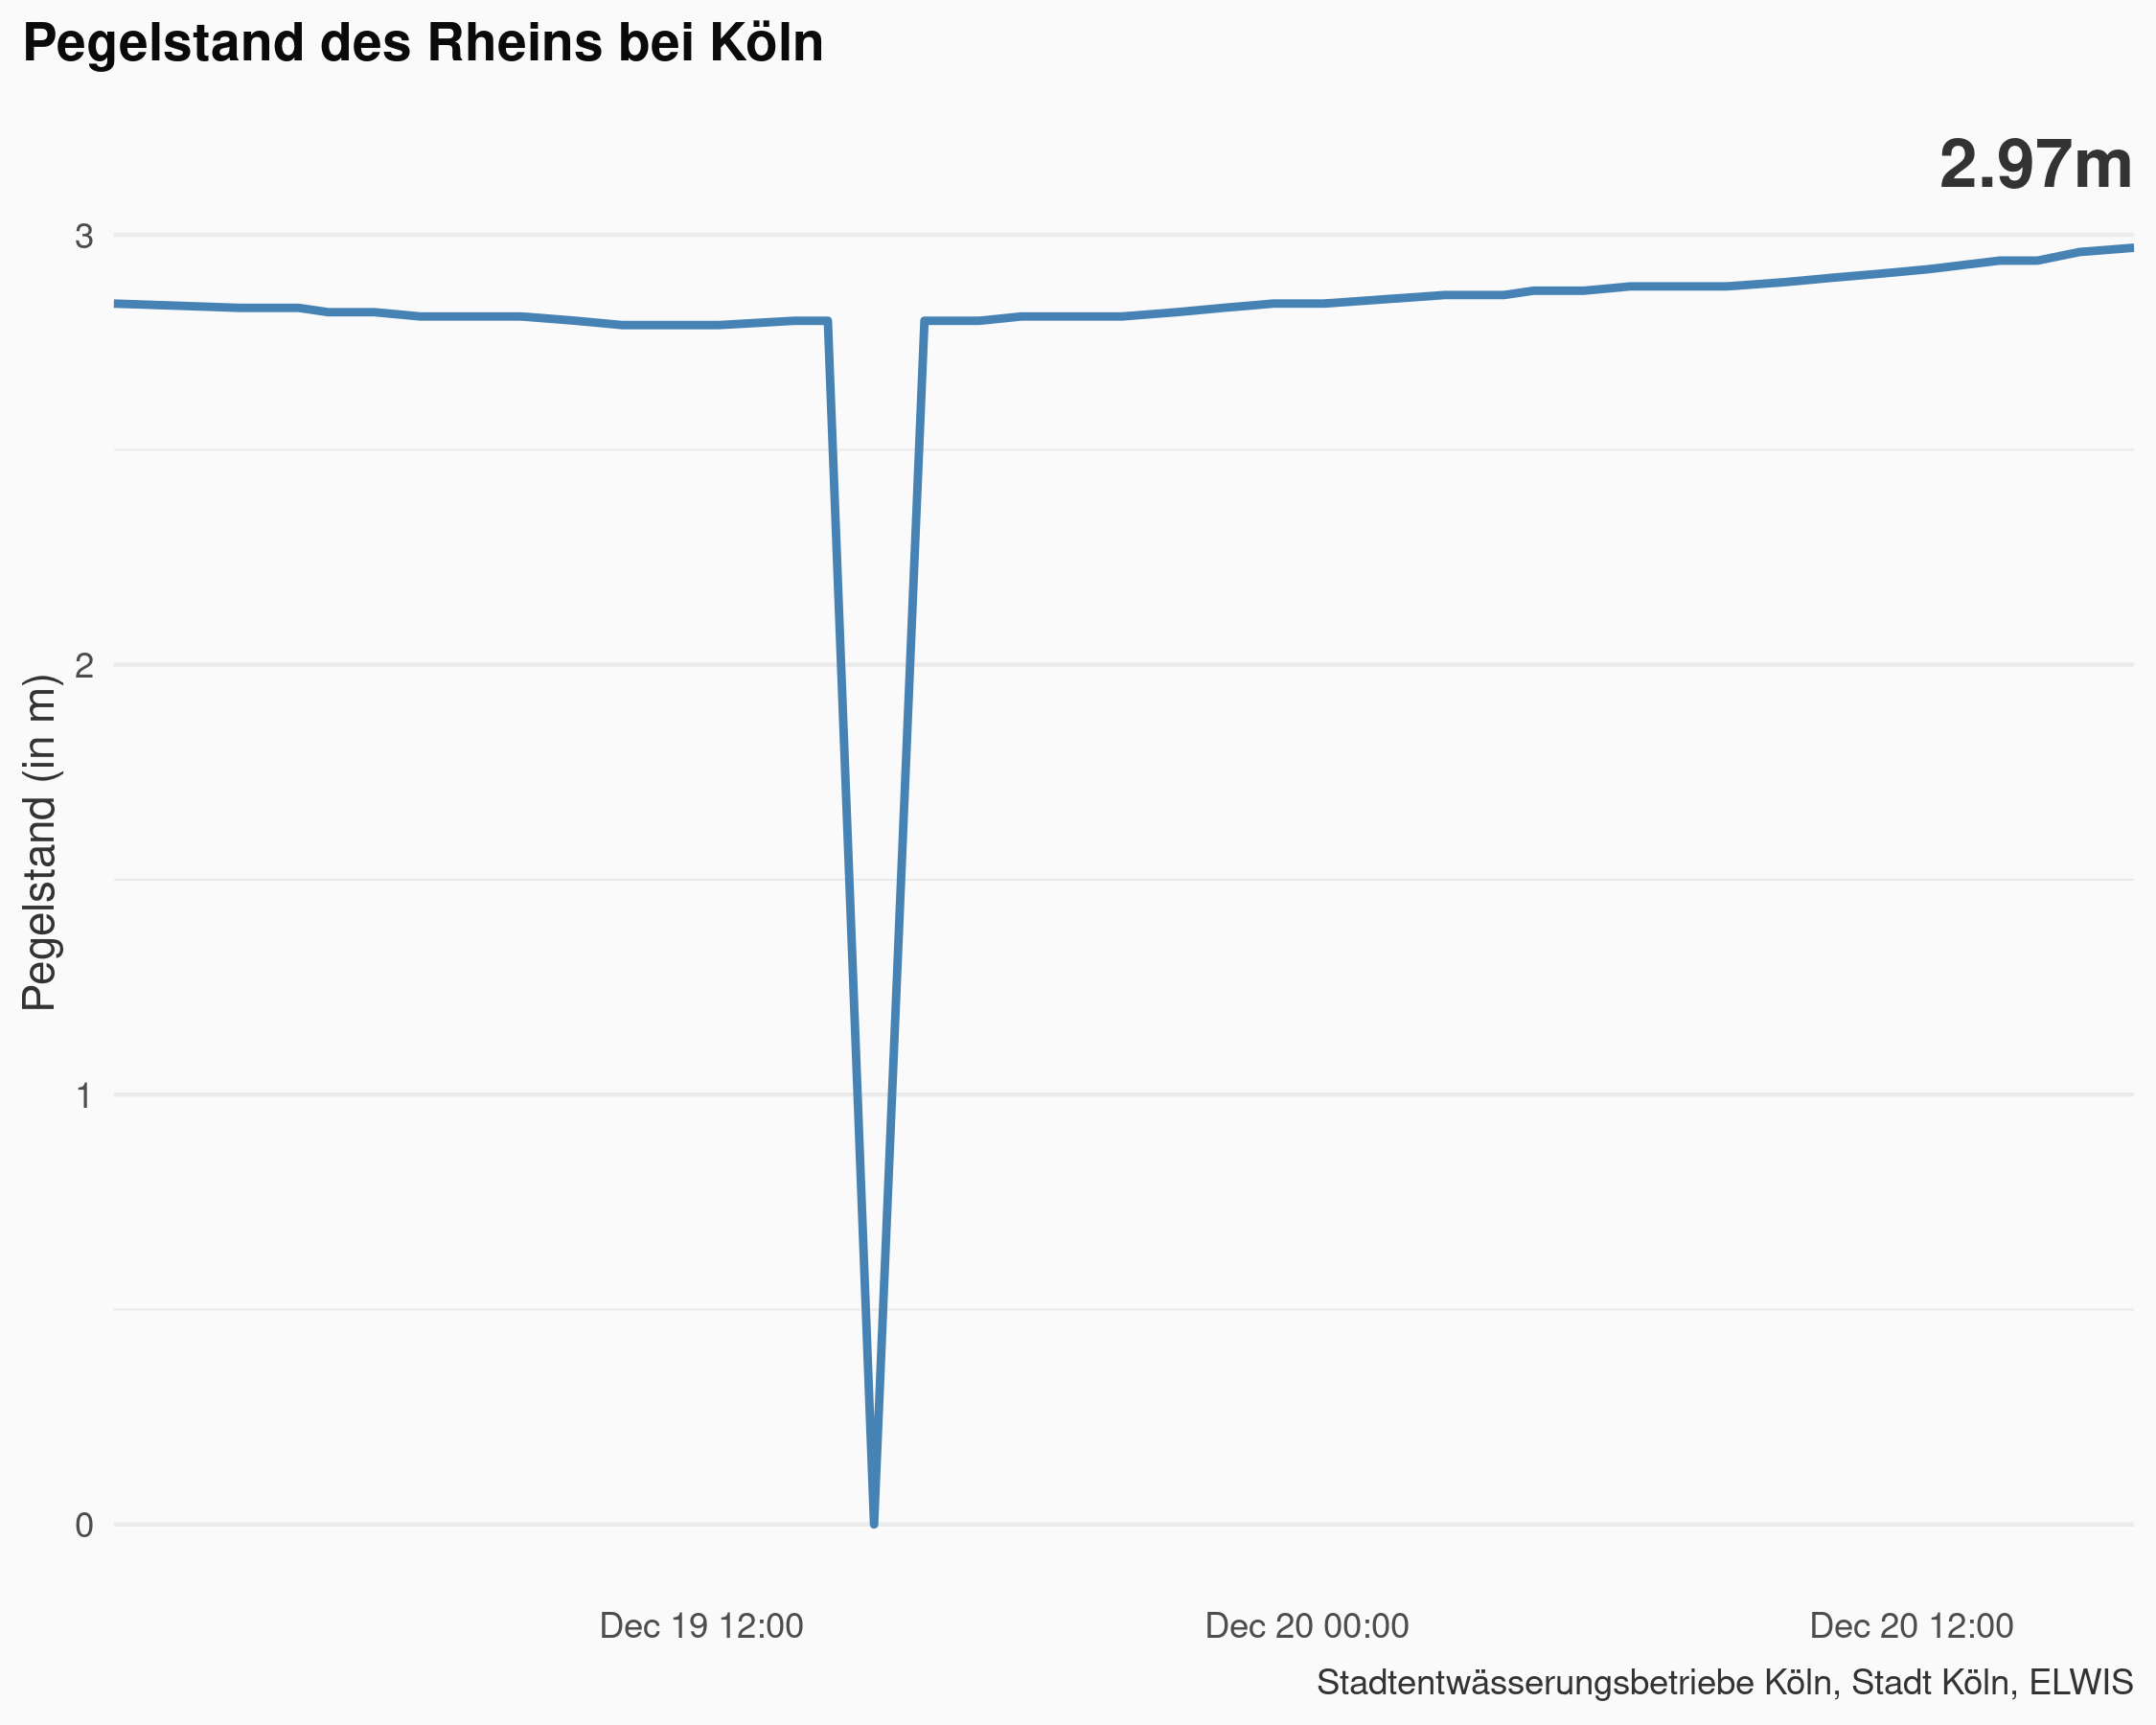 Pegelstand des Rheins bei Köln
2.97m
Pegelstand (in m)
3
2
1
0
Dec 19 12:00
Dec 20 00:00
Dec 20 12:00
Stadtentwässerungsbetriebe Köln, Stadt Köln, ELWIS